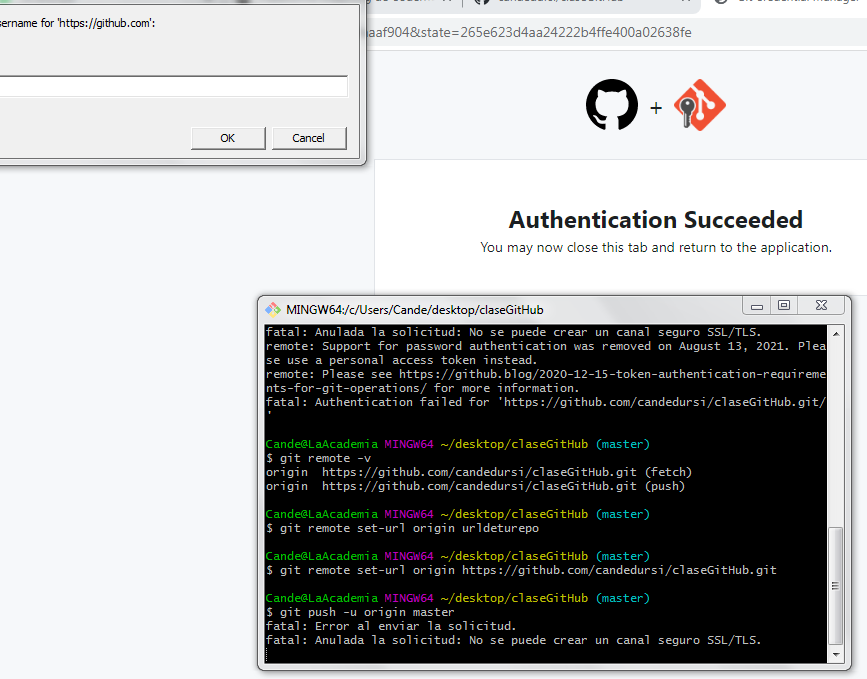 'https://github.com':
OK
Cancel
+
Authentication Succeeded
You may now close this tab and return to the application.
MINGW64:/c/Users/Cande/desktop/claseGitHub
fatal: Anulada la solicitud: No se puede crear un canal seguro SSL/TLS.
remote: Support for password authentication was removed on August 13, 2021. Plea
se use a personal access token instead.
remote: Please see https://github.blog/2020-12-15-token-authentication-requireme
nts-for-git-operations/ for more information.
fatal: Authentication failed for 'https://github.com/candedursi/claseGitHub.git/
'
Cande@LaAcademia MINGW64 ~/desktop/claseGitHub (master)
$ git remote -v
origin  https://github.com/candedursi/claseGitHub.git (fetch)
origin  https://github.com/candedursi/claseGitHub.git (push)
Cande@LaAcademia MINGW64 ~/desktop/claseGitHub (master)
$ git remote set-url origin urldeturepo
Cande@LaAcademia MINGW64 ~/desktop/claseGitHub (master)
$ git remote set-url origin https://github.com/candedursi/claseGitHub.git
Cande@LaAcademia MINGW64 ~/desktop/claseGitHub (master)
$ git push -u origin master
fatal: Error al enviar la solicitud.
fatal: Anulada la solicitud: No se puede crear un canal seguro SSL/TLS.